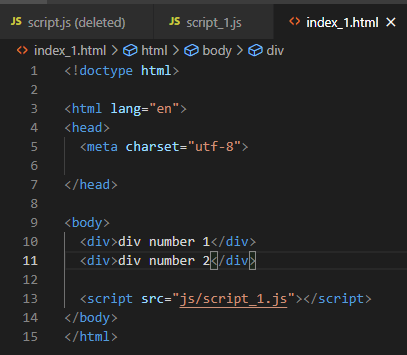 script.js (deleted) script_1.js index_1.html
index_1.html > html > body > div
1 <!doctype html>
2
3 <html lang="en">
4 <head>
5 <meta charset="utf-8">
6
7 </head>
8
9 <body>
10 <div>div number 1</div>
11 <div>div number 2</div>
12
13 <script src="js/script_1.js"></script>
14 </body>
15 </html>